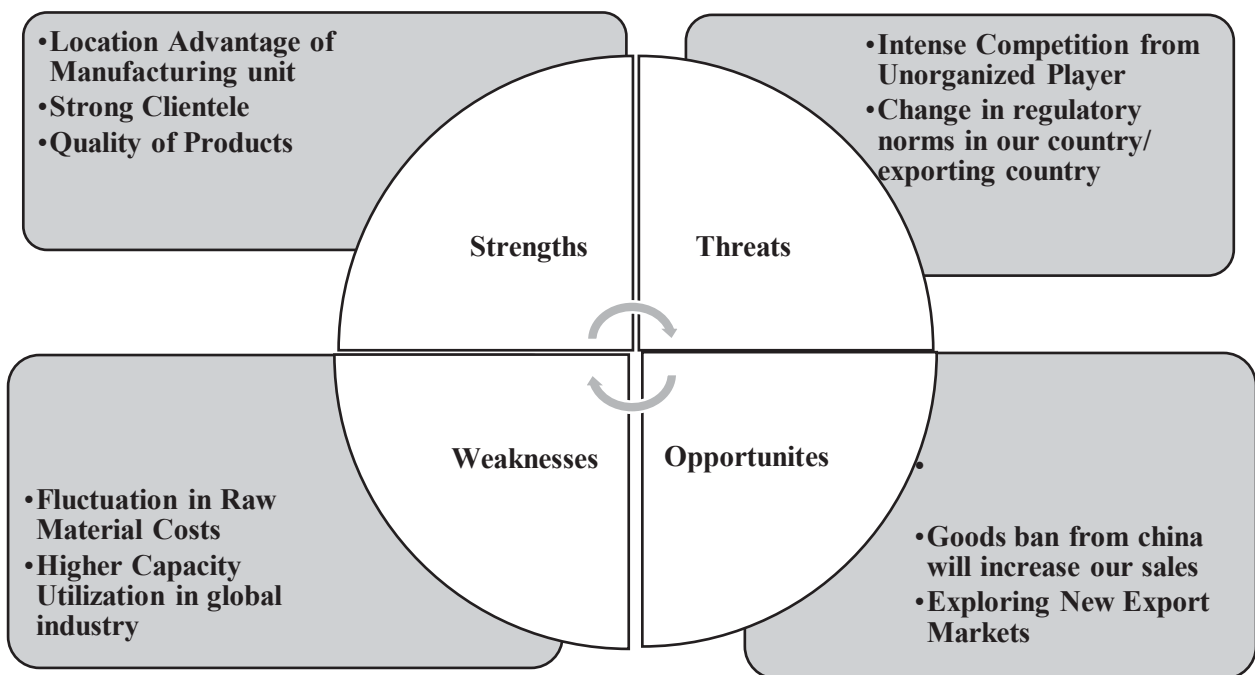 •Location Advantage of
Manufacturing unit
•Strong Clientele
•Quality of Products
•Intense Competition from
Unorganized Player
•Change in regulatory
norms in our country/
exporting country
Strengths
Threats
Weaknesses
Opportunites
•Fluctuation in Raw
Material Costs
•Higher Capacity
Utilization in global
industry
•
•Goods ban from china
will increase our sales
•Exploring New Export
Markets